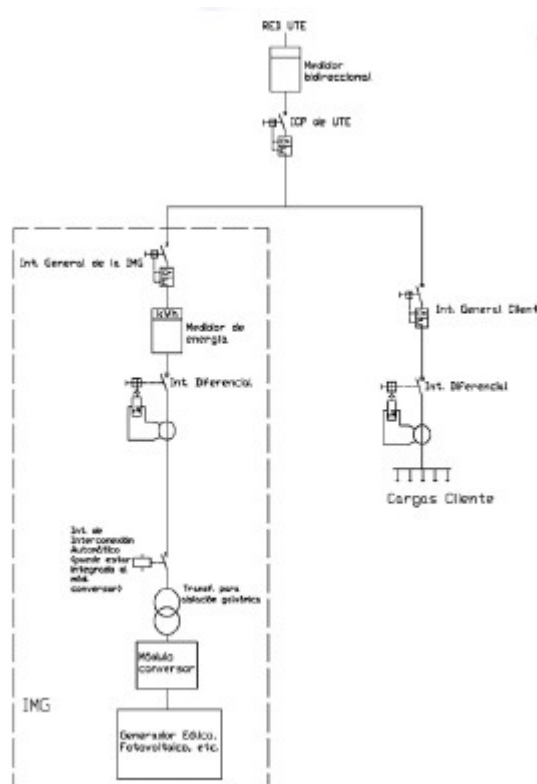 RED UTE
Medidor
bidireccional
ICP de UTE
Int. General de la IMG
kWh
Medidor de
energía
Int. Diferencial
Int. de
Interconexión
Automático
(puede estar
integrado al
mód.
conversor)
Transf. para
aislación galvánica
Módulo
conversor
Generador Eólico,
Fotovoltaico, etc.
IMG
Int. General Client
Int. Diferencial
Cargas Cliente